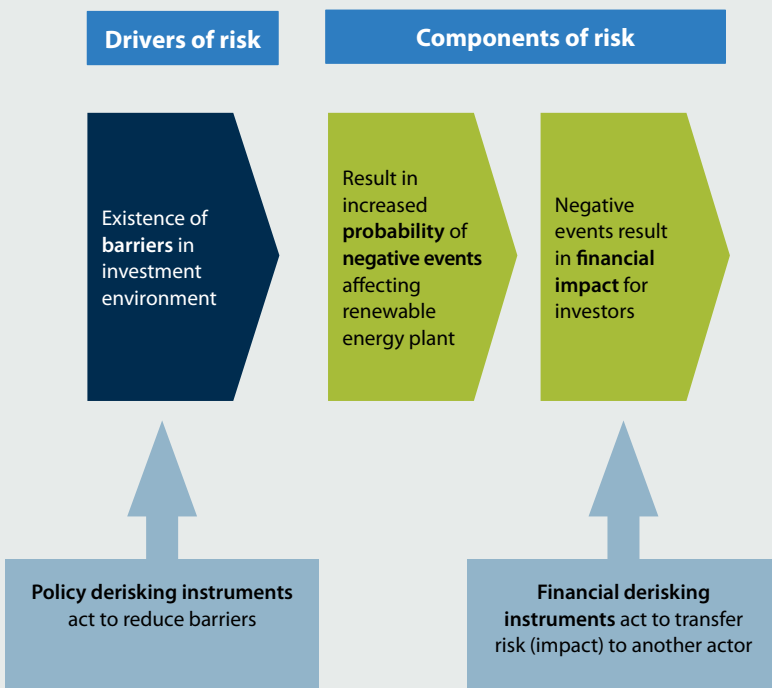 Drivers of risk
Components of risk
Existence of
barriers in
investment
environment
Result in
increased
probability of
negative events
affecting
renewable
energy plant
Negative
events result
in financial
impact for
investors
Policy derisking instruments
act to reduce barriers
Financial derisking
instruments act to transfer
risk (impact) to another actor